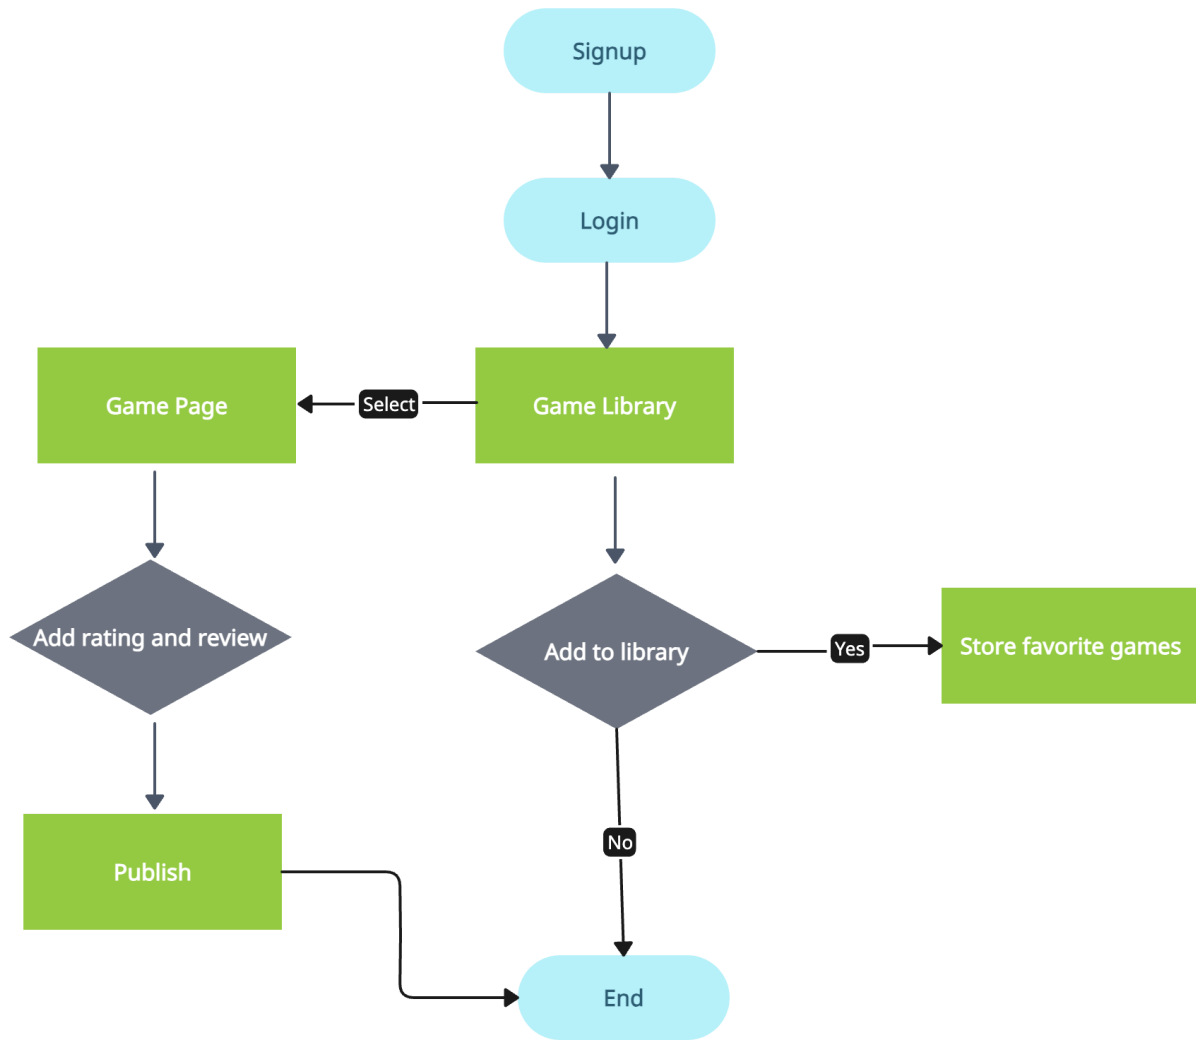 Signup
Login
Game Page
Select
Game Library
Add rating and review
Add to library
Yes
Store favorite games
No
Publish
End